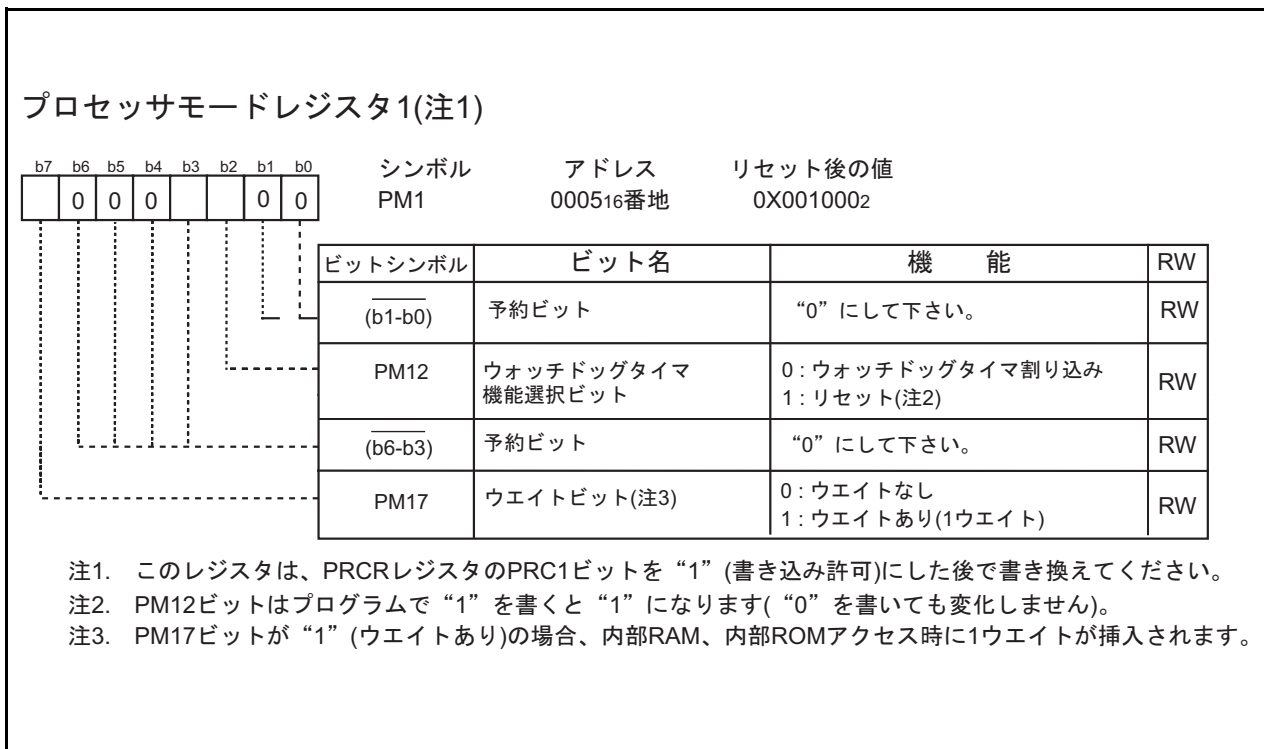 プロセッサモードレジスタ1(注1)
b7 b6 b5 b4 b3 b2 b1 b0
0 0 0 0 0
シンボル アドレス リセット後の値
PM1 000516番地 0X0010002
ビットシンボル ビット名 機 能 RW
(b1-b0) 予約ビット “0”にして下さい。 RW
PM12 ウォッチドッグタイマ 0 : ウォッチドッグタイマ割り込み RW
機能選択ビット 1 : リセット(注2)
(b6-b3) 予約ビット “0”にして下さい。 RW
PM17 ウエイトビット(注3) 0 : ウエイトなし RW
1 : ウエイトあり(1ウエイト)
注1. このレジスタは、PRCRレジスタのPRC1ビットを“1”(書き込み許可)にした後で書き換えてください。
注2. PM12ビットはプログラムで“1”を書くと“1”になります(“0”を書いても変化しません)。
注3. PM17ビットが“1”(ウエイトあり)の場合、内部RAM、内部ROMアクセス時に1ウエイトが挿入されます。